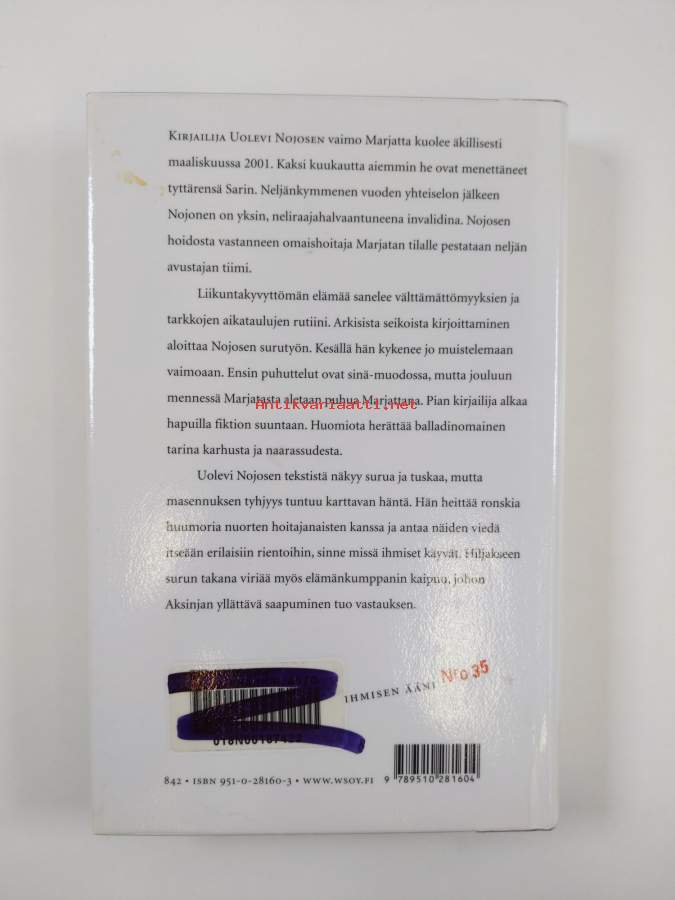 Kirjailija Uolevi Nojosen vaimo Marjatta kuolee äkillisesti
maaliskuussa 2001. Kaksi kuukautta aiemmin he ovat menettäneet
tyttärensä Sarin. Neljänkymmenen vuoden yhteiselon jälkeen
Nojonen on yksin, neliraajahalvaantuneena invalidina. Nojosen
hoidosta vastanneen omaishoitaja Marjatan tilalle pestataan neljän
avustajan tiimi.
Liikuntakyvyttömän elämää sanelee välttämättömyyksien ja
tarkkojen aikataulujen rutiini. Arkisista seikoista kirjoittaminen
aloittaa Nojosen surutyön. Kesällä hän kykenee jo muistelemaan
vaimoaan. Ensin puhuttelut ovat sinä-muodossa, mutta jouluun
mennessä Marjatasta aletaan puhua Marjattana. Pian kirjailija alkaa
Antikvariaatti.net
hapuilla fiktion suuntaan. Huomiota herättää balladinomainen
tarina karhusta ja naarassudesta.
Uolevi Nojosen tekstistä näkyy surua ja tuskaa, mutta
masennuksen tyhjyys tuntuu karttavan häntä. Hän heittää ronskia
huumoria nuorten hoitajanaisten kanssa ja antaa näiden viedä
itseään erilaisiin rientoihin, sinne missä ihmiset käyvät. Hiljakseen
surun takana viriää myös elämänkumppanin kaipuu, johon
Aksinjan yllättävä saapuminen tuo vastauksen.
IHMISEN ÄÄNI Nro 35
842 • ISBN 951-0-28160-3 • WWW.WSOY.FI
9 789510 281604